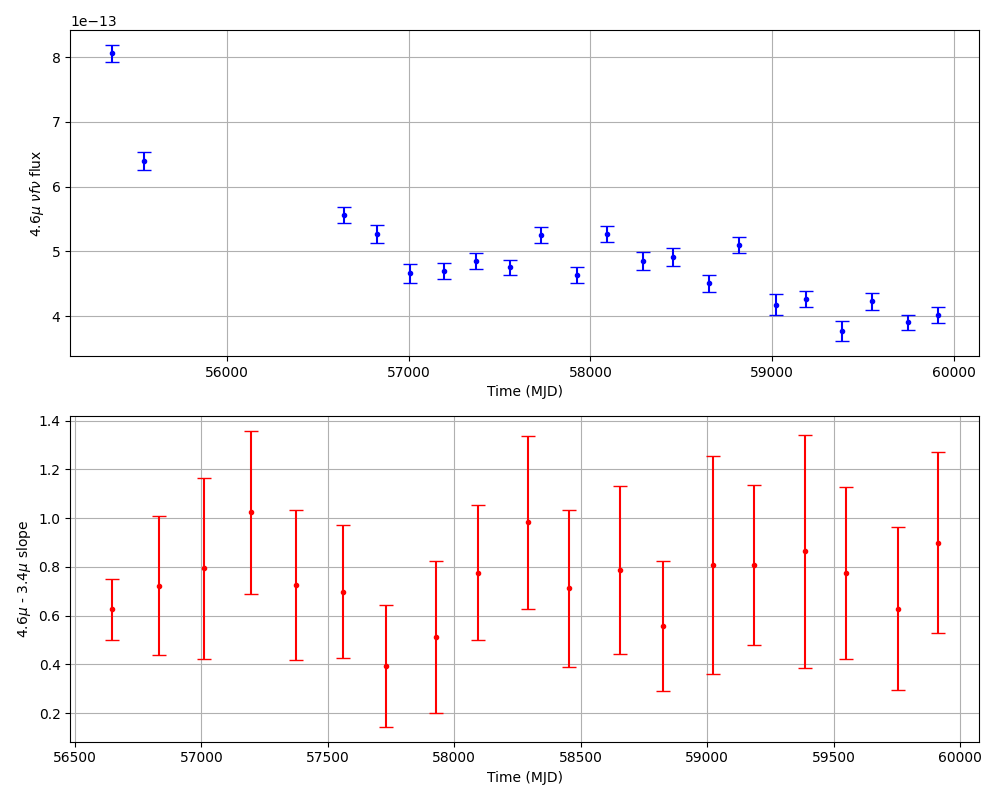 1e−13
8
7
6
5
4
4.6μ νfν flux
56000 57000 58000 59000 60000
Time (MJD)
1.4
1.2
1.0
0.8
0.6
0.4
0.2
4.6μ - 3.4μ slope
56500 57000 57500 58000 58500 59000 59500 60000
Time (MJD)